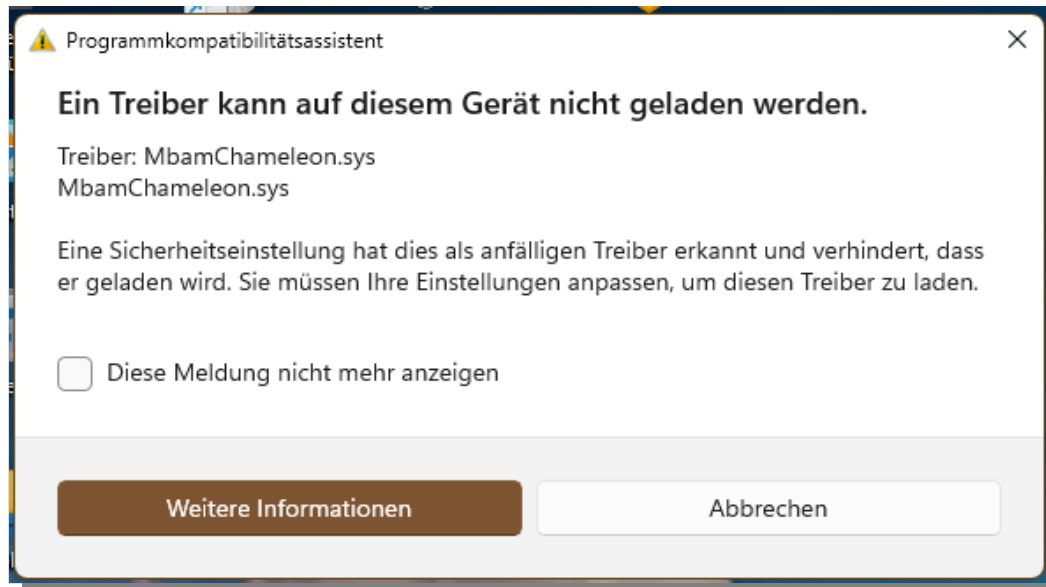 Programmkompatibilitätsassistent
Ein Treiber kann auf diesem Gerät nicht geladen werden.
Treiber: MbamChameleon.sys
MbamChameleon.sys
Eine Sicherheitseinstellung hat dies als anfälligen Treiber erkannt und verhindert, dass
er geladen wird. Sie müssen Ihre Einstellungen anpassen, um diesen Treiber zu laden.
Diese Meldung nicht mehr anzeigen
Weitere Informationen
Abbrechen